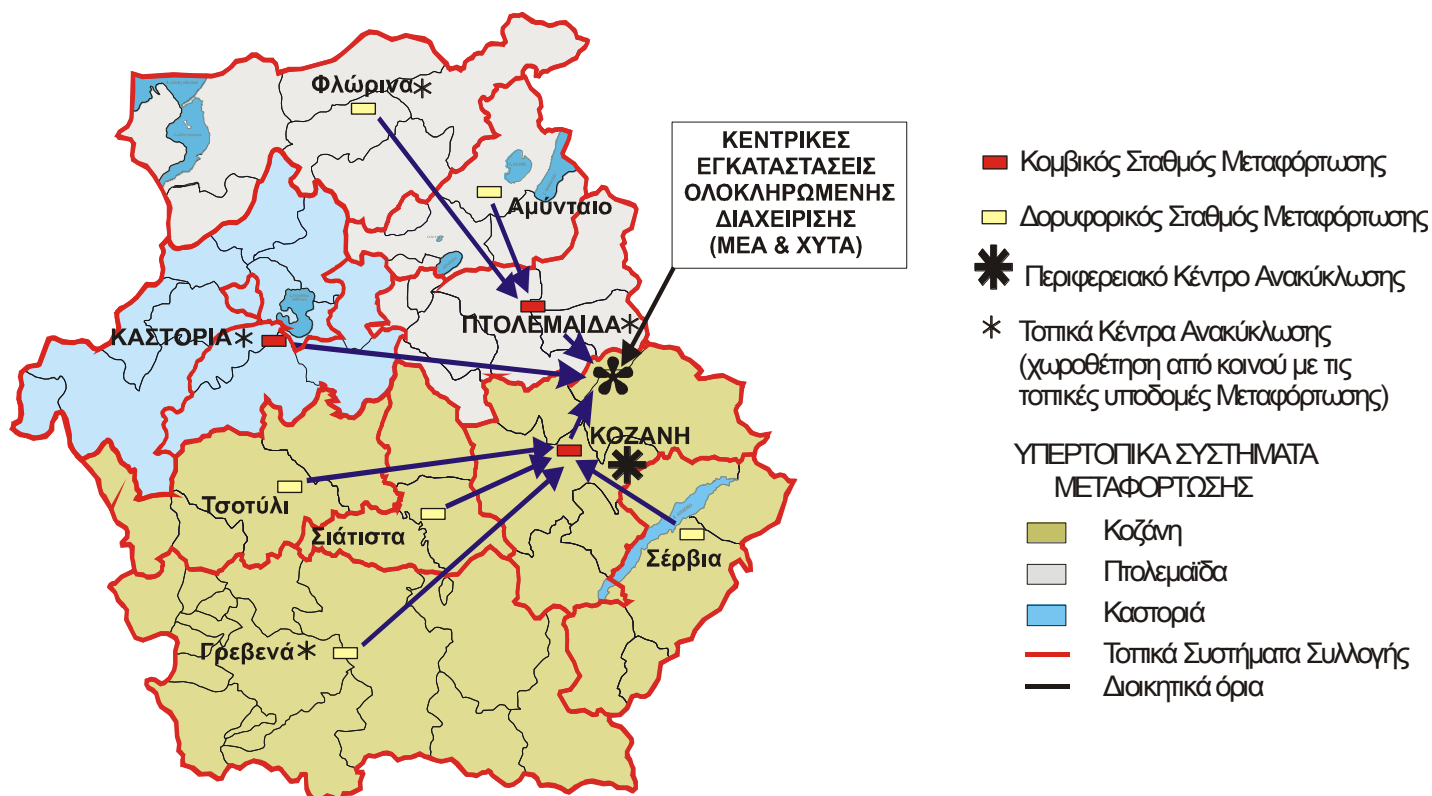 Φλώρινα*
ΚΕΝΤΡΙΚΕΣ
ΕΓΚΑΤΑΣΤΑΣΕΙΣ
ΟΛΟΚΛΗΡΩΜΕΝΗΣ
ΔΙΑΧΕΙΡΙΣΗΣ
(ΜΕΑ & ΧΥΤΑ)
Αμύνταιο
ΠΤΟΛΕΜΑΙΔΑ*
ΚΑΣΤΟΡΙΑ*
ΚΟΖΑΝΗ
Τσοτύλι
Σιάτιστα
Σέρβια
Γρεβενά*
Κομβικός Σταθμός Μεταφόρτωσης
Δορυφορικός Σταθμός Μεταφόρτωσης
Περιφερειακό Κέντρο Ανακύκλωσης
* Τοπικά Κέντρα Ανακύκλωσης
(χωροθέτηση από κοινού με τις
τοπικές υποδομές Μεταφόρτωσης)
ΥΠΕΡΤΟΠΙΚΑ ΣΥΣΤΗΜΑΤΑ
ΜΕΤΑΦΟΡΤΩΣΗΣ
Κοζάνη
Πτολεμαϊδα
Καστοριά
Τοπικά Συστήματα Συλλογής
Διοικητικά όρια